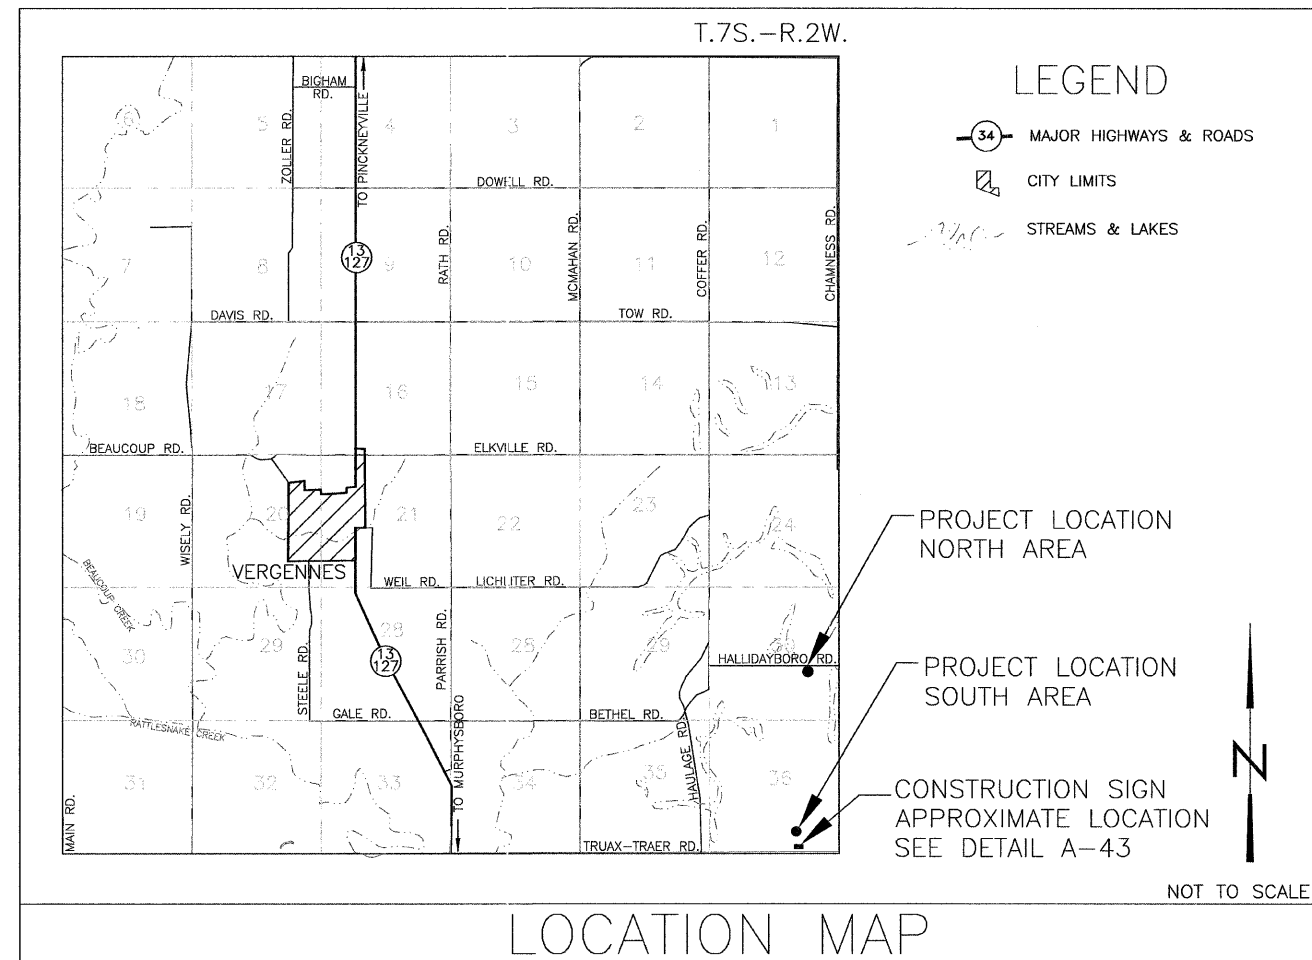 T.7S.-R.2W.
LEGEND
34 MAJOR HIGHWAYS & ROADS
CITY LIMITS
STREAMS & LAKES
BIGHAM
RD.
ZOLLER RD.
TO PINCKNEYVILLE
6
5
4
3
2
1
DOWELL RD.
RATH RD.
MCMAHAN RD.
COFFER RD.
CHAMNESS RD.
13
127
7
8
9
10
11
12
DAVIS RD.
TOW RD.
18
17
16
15
14
13
BEAUCOUP RD.
ELKVILLE RD.
WISELY RD.
19
20
21
22
23
24
VERGENNES
WEIL RD.
LICHLITER RD.
PROJECT LOCATION
NORTH AREA
BEAUCOUP CREEK
30
29
28
28
29
HALLIDAYBORO RD.
STEELE RD.
13
127
PARRISH RD.
GALE RD.
BETHEL RD.
PROJECT LOCATION
SOUTH AREA
RATTLESNAKE CREEK
TO MURPHYSBORO
HAULAGE RD.
31
32
33
34
35
36
MAIN RD.
TRUAX-TRAER RD.
CONSTRUCTION SIGN
APPROXIMATE LOCATION
SEE DETAIL A-43
N
NOT TO SCALE
LOCATION MAP